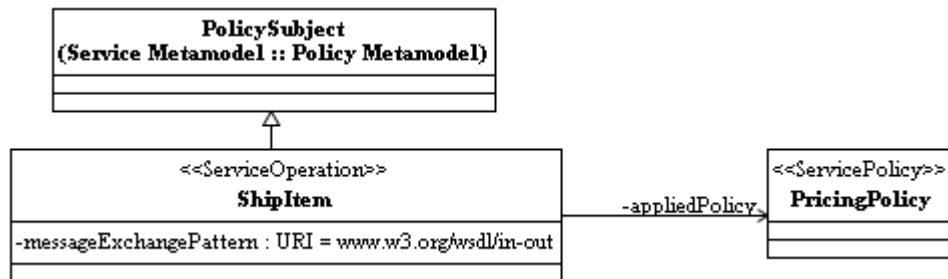 PolicySubject
(Service Metamodel :: Policy Metamodel)
<<ServiceOperation>>
ShipItem
-messageExchangePattern : URI = www.w3.org/wsdl/in-out
-appliedPolicy
<<ServicePolicy>>
PricingPolicy